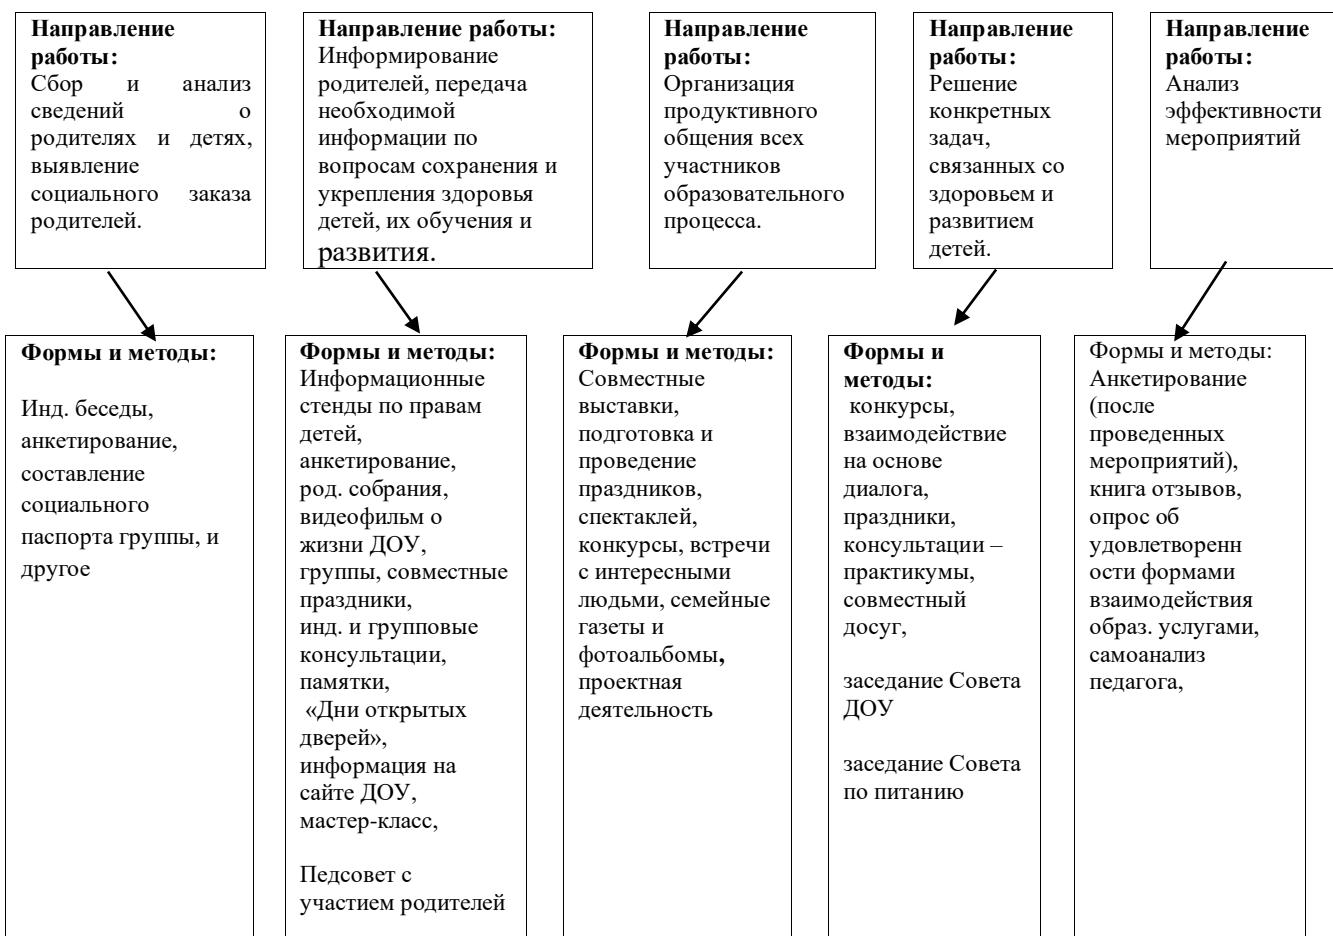 Направление
работы:
Сбор и анализ
сведений о
родителях и детях,
выявление
социального заказа
родителей.
Направление работы:
Информирование
родителей, передача
необходимой
информации по
вопросам сохранения и
укрепления здоровья
детей, их обучения и
развития.
Направление
работы:
Организация
продуктивного
общения всех
участников
образовательного
процесса.
Направление
работы:
Решение
конкретных
задач,
связанных со
здоровьем и
развитием
детей.
Направление
работы:
Анализ
эффективности
мероприятий
Формы и методы:
Инд. беседы,
анкетирование,
составление
социального
паспорта группы, и
другое
Формы и методы:
Информационные
стенды по правам
детей,
анкетирование,
род. собрания,
видеофильм о
жизни ДОУ,
группы, совместные
праздники,
инд. и групповые
консультации,
памятки,
«Дни открытых
дверей»,
информация на
сайте ДОУ,
мастер-класс,
Педсовет с
участием родителей
Формы и методы:
Совместные
выставки,
подготовка и
проведение
праздников,
спектаклей,
конкурсы, встречи
с интересными
людьми, семейные
газеты и
фотоальбомы,
проектная
деятельность
Формы и
методы:
конкурсы,
взаимодействие
на основе
диалога,
праздники,
консультации –
практикумы,
совместный
досуг,
заседание Совета
ДОУ
заседание Совета
по питанию
Формы и методы:
Анкетирование
(после
проведенных
мероприятий),
книга отзывов,
опрос об
удовлетворенн
ости формами
взаимодействия
образ. услугами,
самоанализ
педагога,